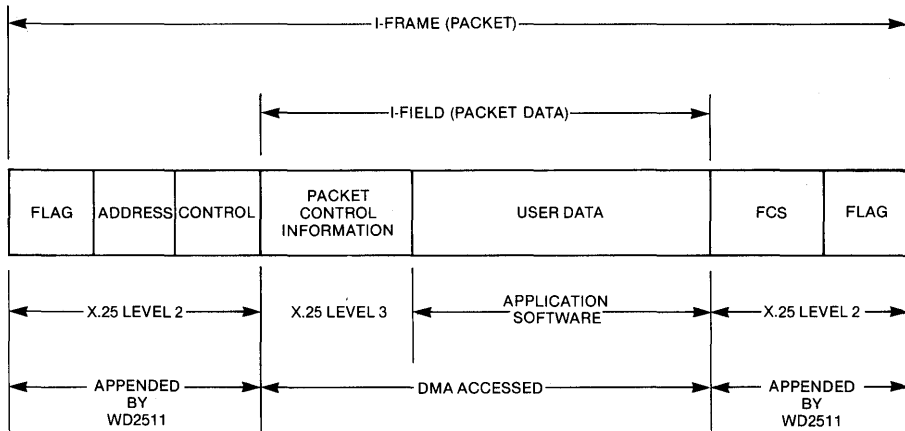 I-FRAME (PACKET)
I-FIELD (PACKET DATA)
FLAG
ADDRESS
CONTROL
PACKET
CONTROL
INFORMATION
USER DATA
FCS
FLAG
X.25 LEVEL 2
X.25 LEVEL 3
APPLICATION
SOFTWARE
X.25 LEVEL 2
APPENDED
BY
WD2511
DMA ACCESSED
APPENDED
BY
WD2511